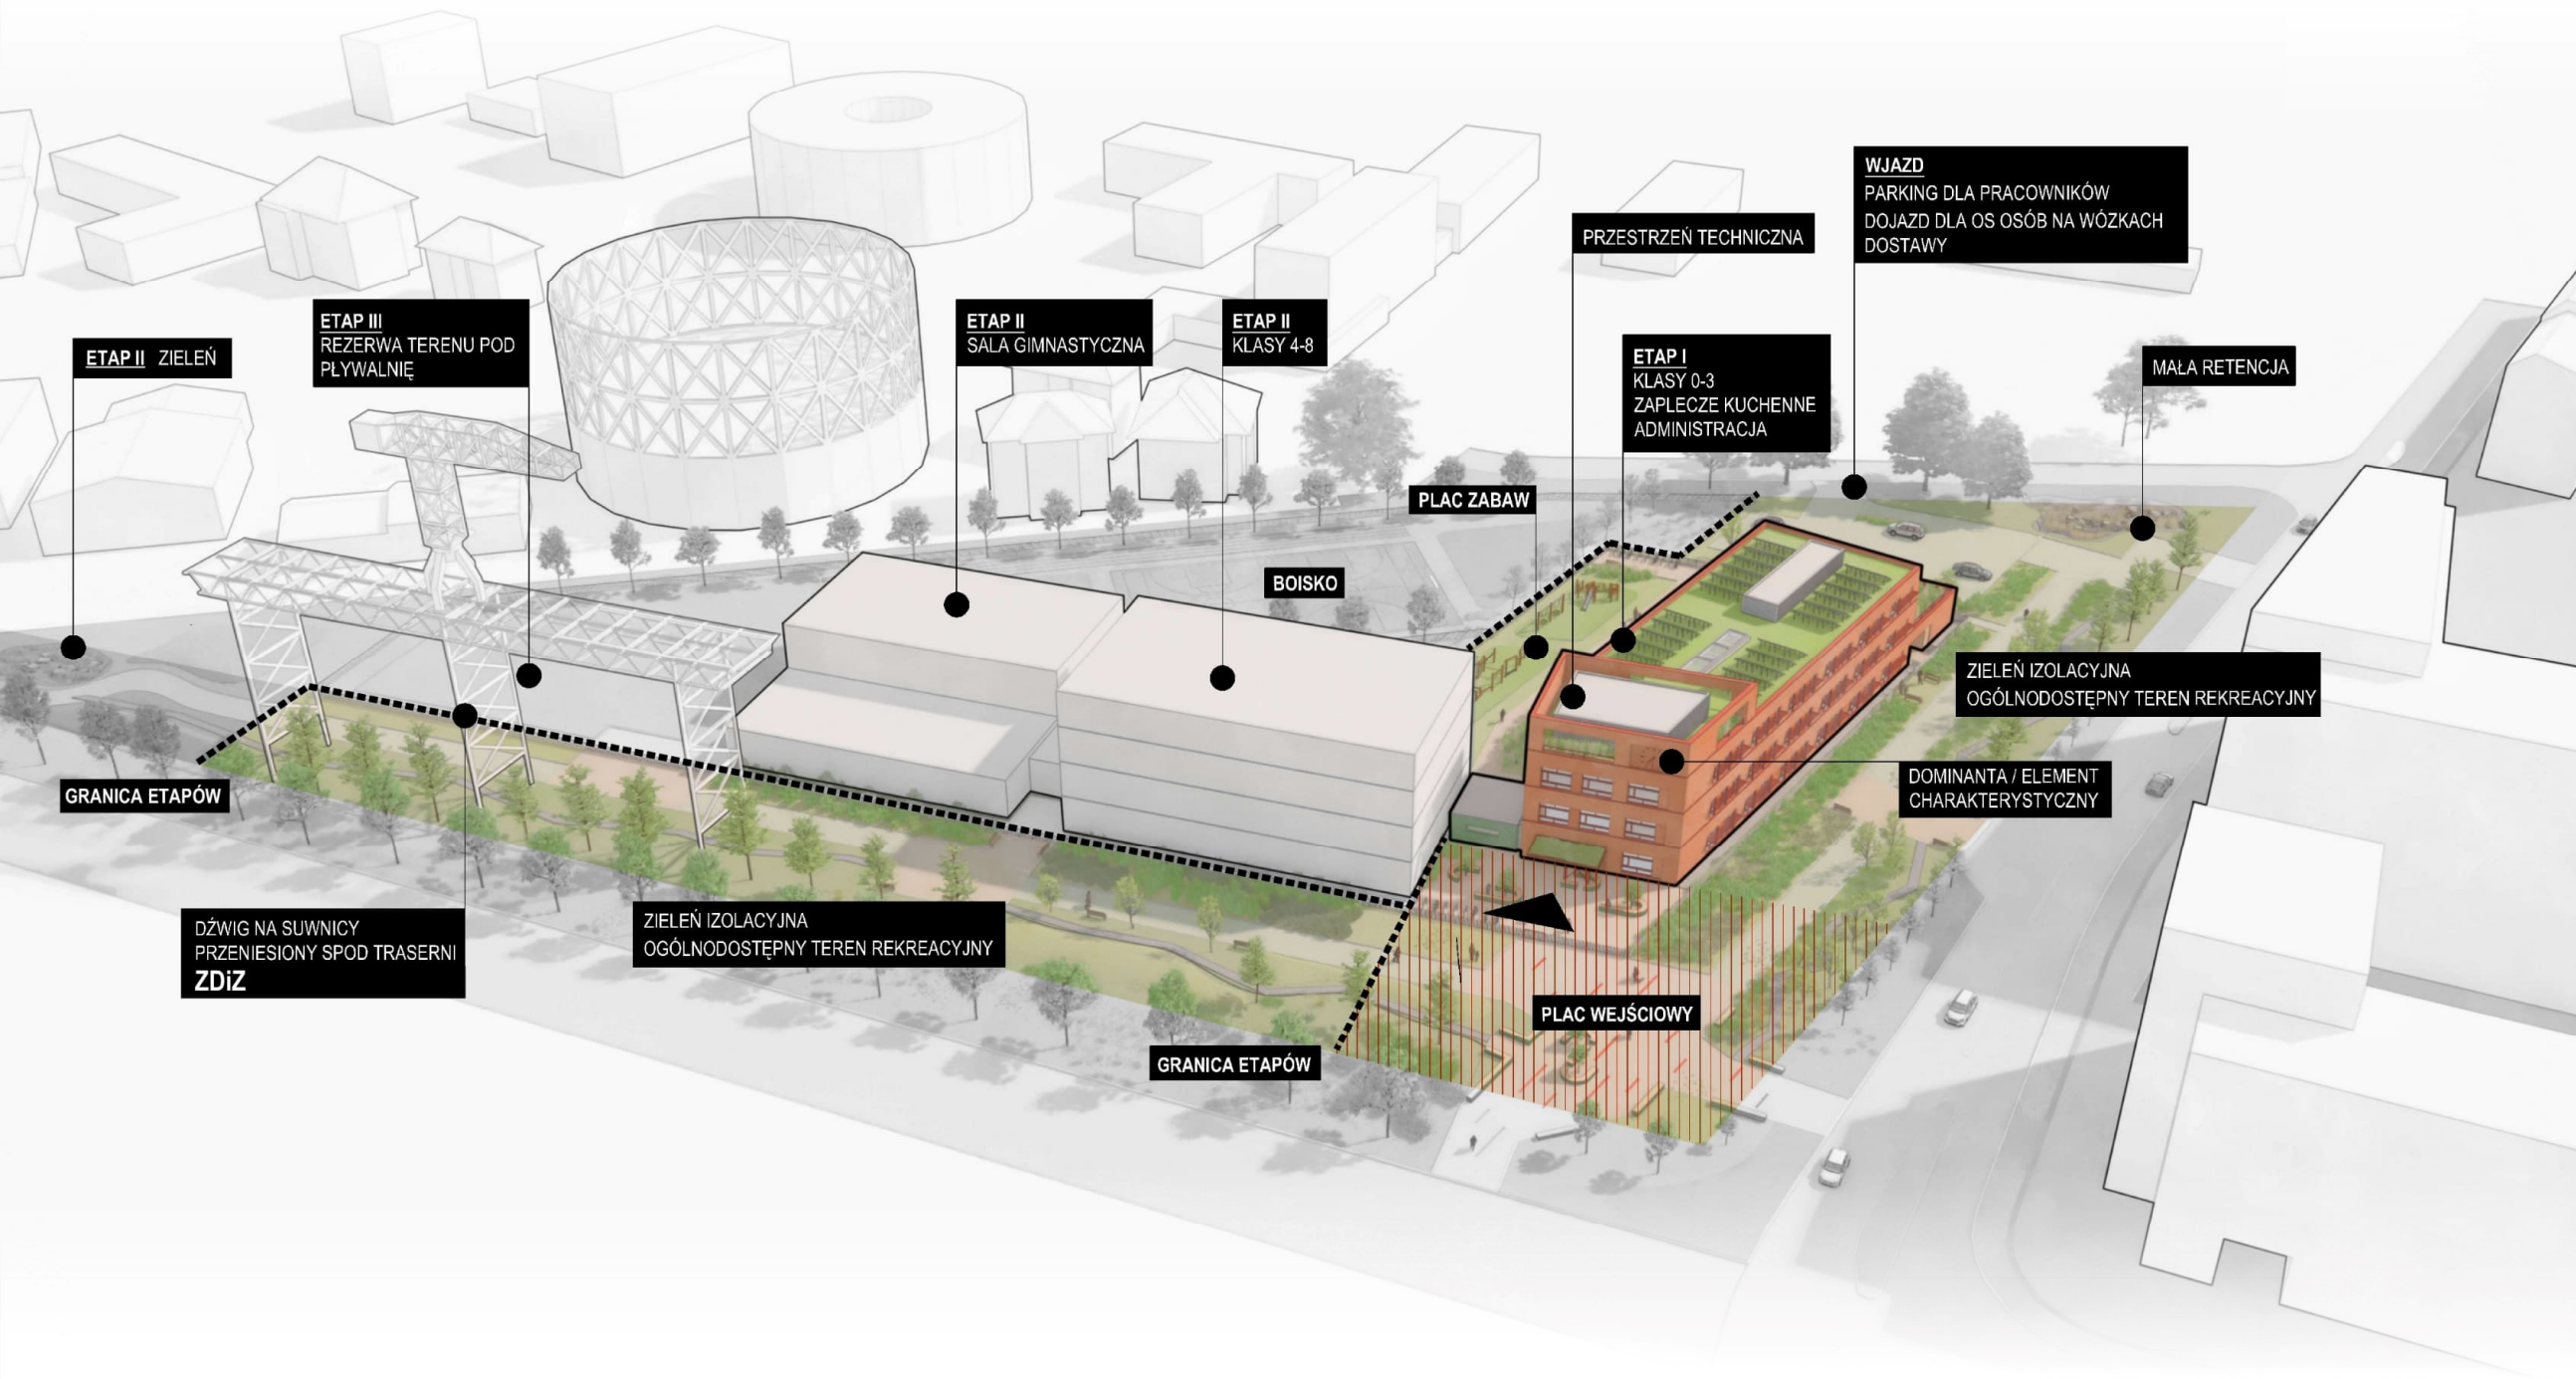 WJAZD
PARKING DLA PRACOWNIKÓW
DOJAZD DLA OS OSÓB NA WÓZKACH
DOSTAWY
PRZESTRZEŃ TECHNICZNA
ETAP III
REZERWA TERENU POD
PŁYWALNIĘ
ETAP II
SALA GIMNASTYCZNA
ETAP II
KLASY 4-8
ETAP II ZIELEŃ
ETAP I
KLASY 0-3
ZAPLECZE KUCHENNE
ADMINISTRACJA
MAŁA RETENCJA
PLAC ZABAW
BOISKO
ZIELEŃ IZOLACYJNA
OGÓLNODOSTĘPNY TEREN REKREACYJNY
DOMINANTA / ELEMENT
CHARAKTERYSTYCZNY
GRANICA ETAPÓW
DŹWIG NA SUWNICY
PRZENIESIONY SPOD TRASERNI
ZDiZ
ZIELEŃ IZOLACYJNA
OGÓLNODOSTĘPNY TEREN REKREACYJNY
PLAC WEJŚCIOWY
GRANICA ETAPÓW